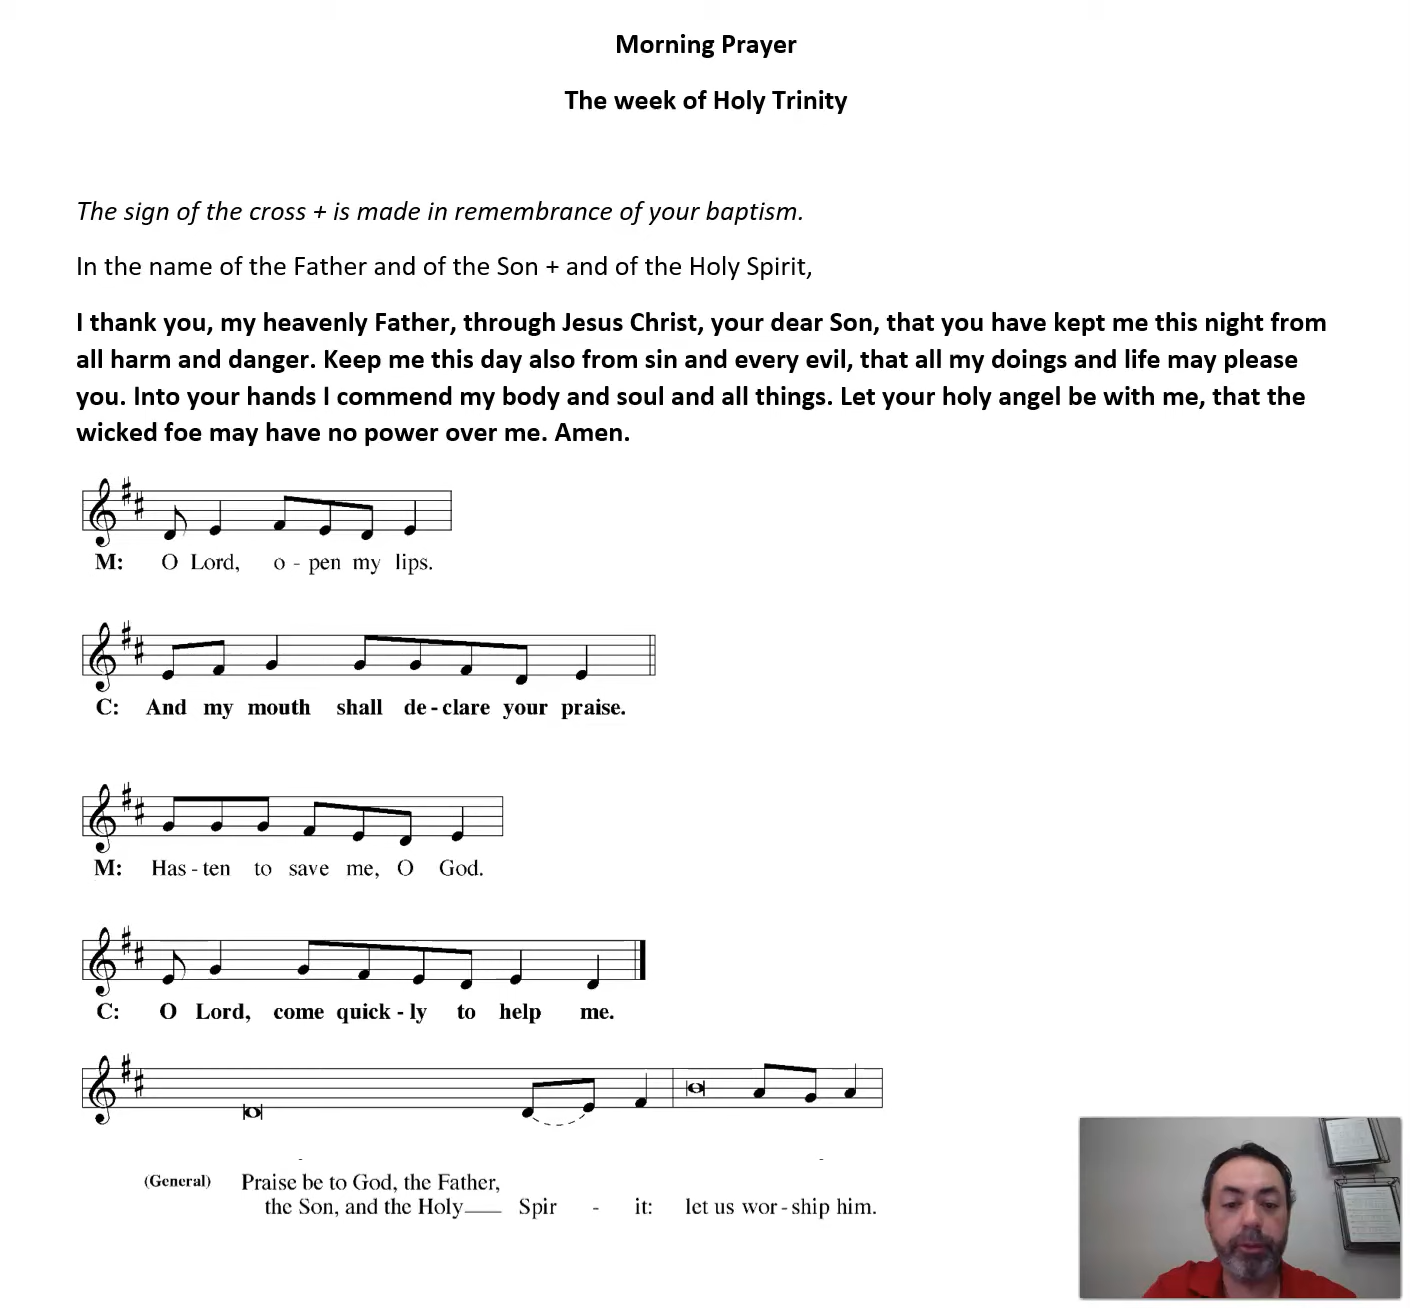 Morning Prayer
The week of Holy Trinity
The sign of the cross + is made in remembrance of your baptism.
In the name of the Father and of the Son + and of the Holy Spirit,
I thank you, my heavenly Father, through Jesus Christ, your dear Son, that you have kept me this night from
all harm and danger. Keep me this day also from sin and every evil, that all my doings and life may please
you. Into your hands I commend my body and soul and all things. Let your holy angel be with me, that the
wicked foe may have no power over me. Amen.
M: O Lord, o - pen my lips.
C: And my mouth shall de - clare your praise.
M: Has - ten to save me, O God.
C: O Lord, come quick - ly to help me.
(General) Praise be to God, the Father,
the Son, and the Holy___ Spir - it: let us wor - ship him.